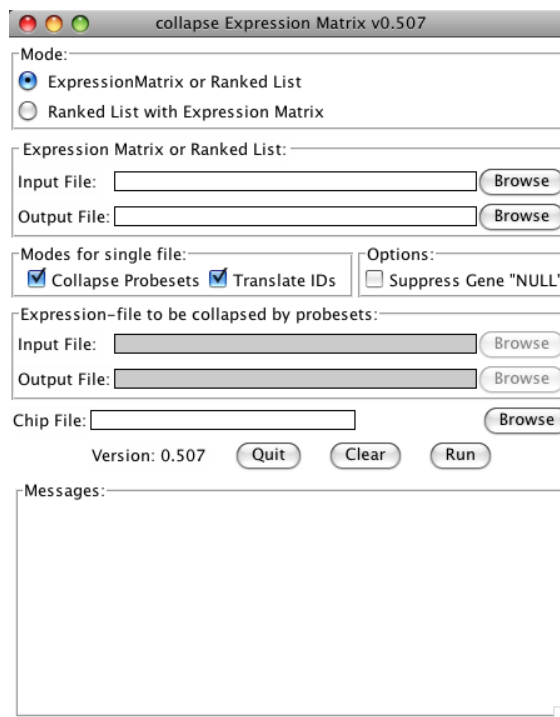 collapse Expression Matrix v0.507
Mode:
ExpressionMatrix or Ranked List
Ranked List with Expression Matrix
Expression Matrix or Ranked List:
Input File: Browse
Output File: Browse
Modes for single file: Options:
Collapse Probesets Translate IDs Suppress Gene "NULL"
Expression-file to be collapsed by probesets:
Input File: Browse
Output File: Browse
Chip File: Browse
Version: 0.507 Quit Clear Run
Messages: